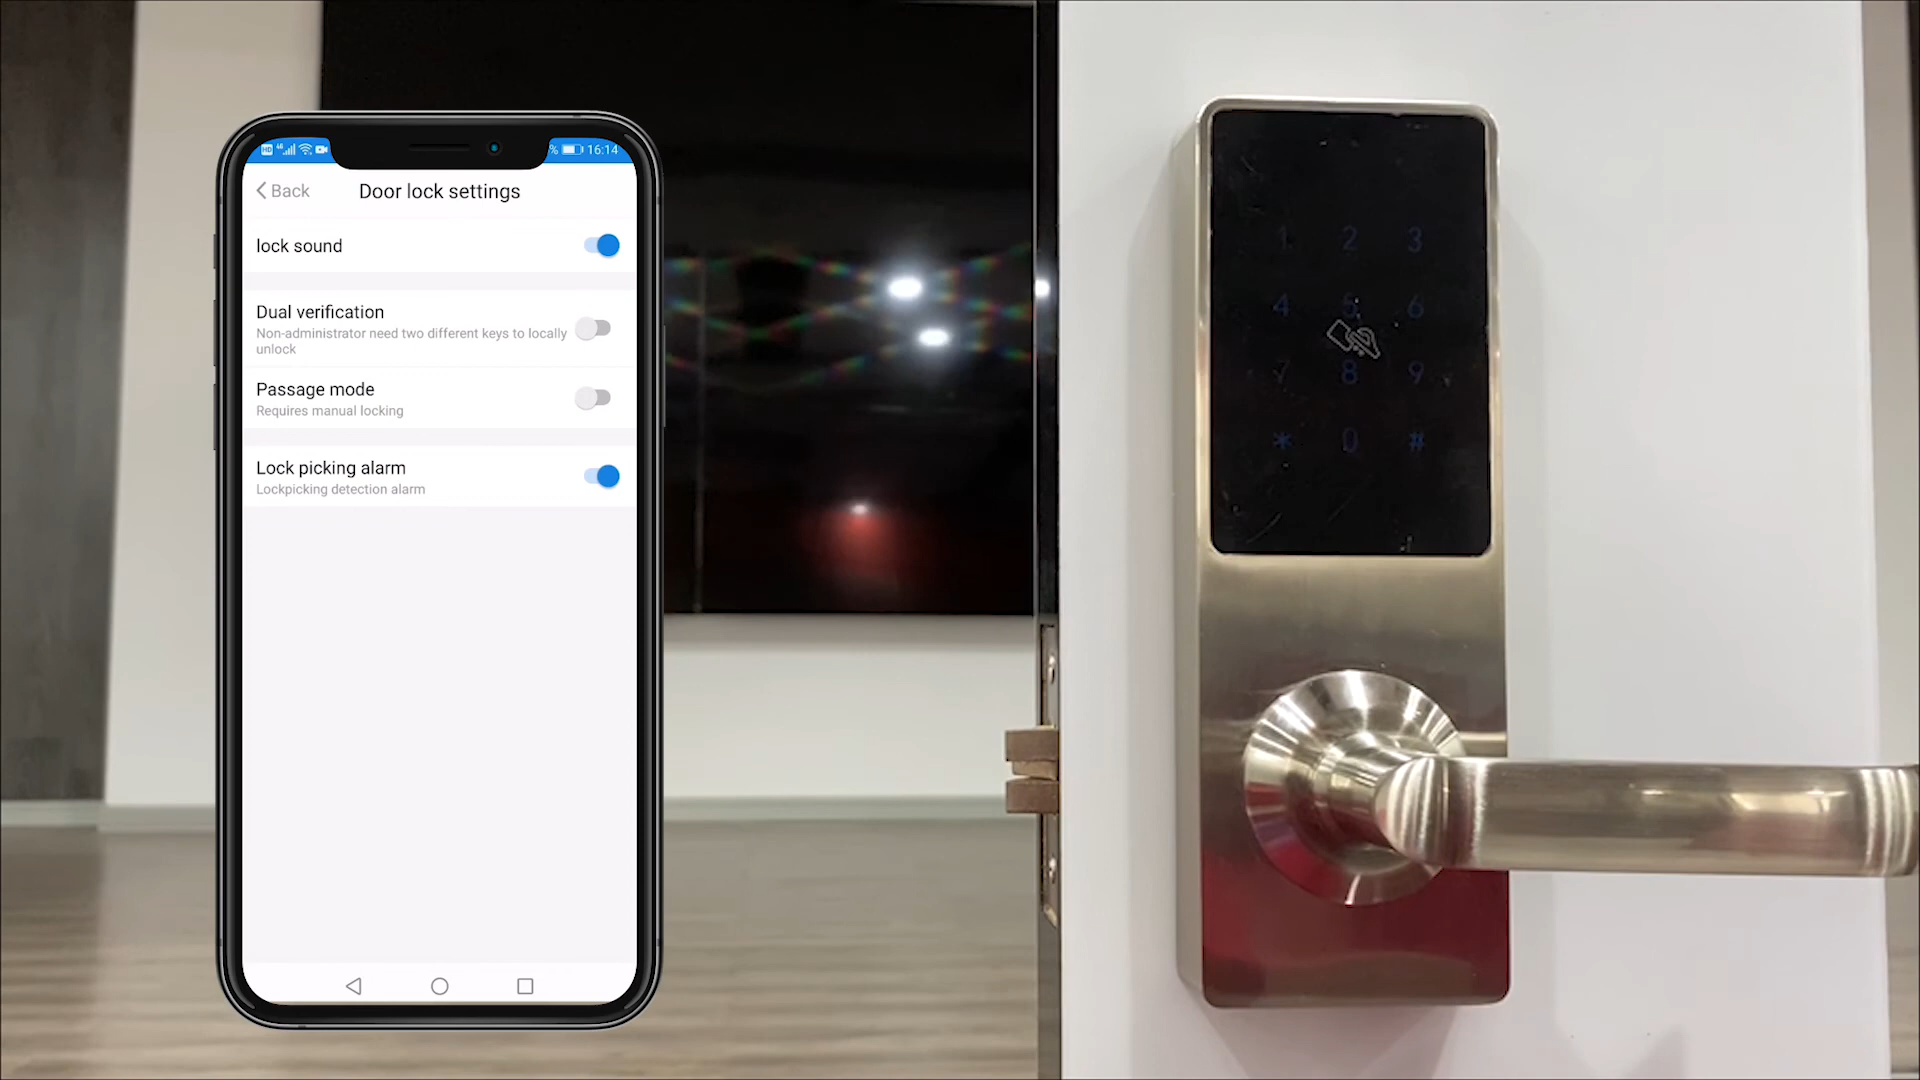 HD 4G % 16:14
Back Door lock settings
lock sound
Dual verification
Non-administrator need two different keys to locally
unlock
Passage mode
Requires manual locking
Lock picking alarm
Lockpicking detection alarm
1 2 3
4 5 6
7 8 9
* 0 #